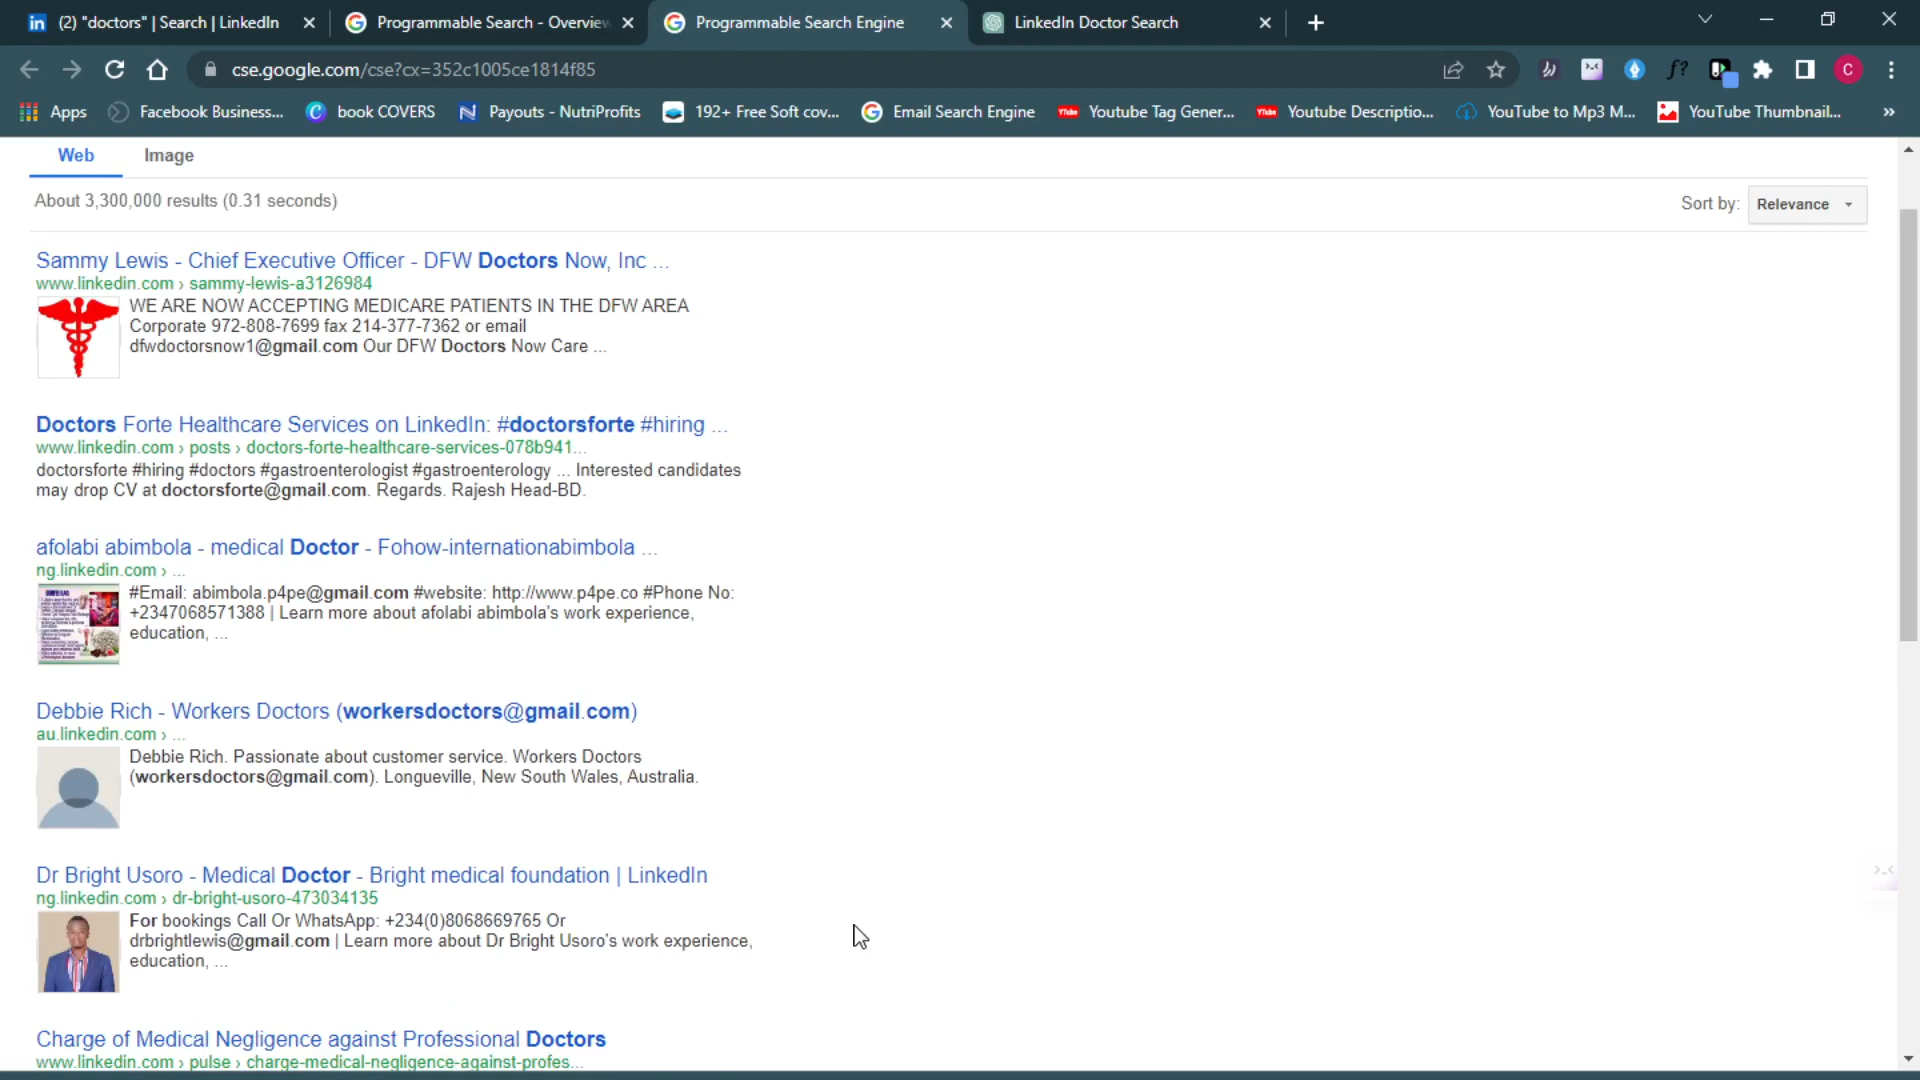 (2) "doctors" | Search | LinkedIn
Programmable Search - Overview
Programmable Search Engine
LinkedIn Doctor Search
cse.google.com/cse?cx=352c1005ce1814f85
f?
C
Apps
Facebook Business...
book COVERS
Payouts - NutriProfits
192+ Free Soft cov...
Email Search Engine
Youtube Tag Gener...
Youtube Descriptio...
YouTube to Mp3 M...
YouTube Thumbnail...
»
Web
Image
About 3,300,000 results (0.31 seconds)
Sort by:
Relevance
Sammy Lewis - Chief Executive Officer - DFW Doctors Now, Inc ...
www.linkedin.com › sammy-lewis-a3126984
WE ARE NOW ACCEPTING MEDICARE PATIENTS IN THE DFW AREA
Corporate 972-808-7699 fax 214-377-7362 or email
dfwdoctorsnow1@gmail.com Our DFW Doctors Now Care ...
Doctors Forte Healthcare Services on LinkedIn: #doctorsforte #hiring ...
www.linkedin.com › posts › doctors-forte-healthcare-services-078b941...
doctorsforte #hiring #doctors #gastroenterologist #gastroenterology ... Interested candidates
may drop CV at doctorsforte@gmail.com. Regards. Rajesh Head-BD.
afolabi abimbola - medical Doctor - Fohow-internationabimbola ...
ng.linkedin.com › ...
#Email: abimbola.p4pe@gmail.com #website: http://www.p4pe.co #Phone No:
+2347068571388 | Learn more about afolabi abimbola's work experience,
education, ...
Debbie Rich - Workers Doctors (workersdoctors@gmail.com)
au.linkedin.com › ...
Debbie Rich. Passionate about customer service. Workers Doctors
(workersdoctors@gmail.com). Longueville, New South Wales, Australia.
Dr Bright Usoro - Medical Doctor - Bright medical foundation | LinkedIn
ng.linkedin.com › dr-bright-usoro-473034135
For bookings Call Or WhatsApp: +234(0)8068669765 Or
drbrightlewis@gmail.com | Learn more about Dr Bright Usoro's work experience,
education, ...
Charge of Medical Negligence against Professional Doctors
www.linkedin.com › pulse › charge-medical-negligence-against-profes...